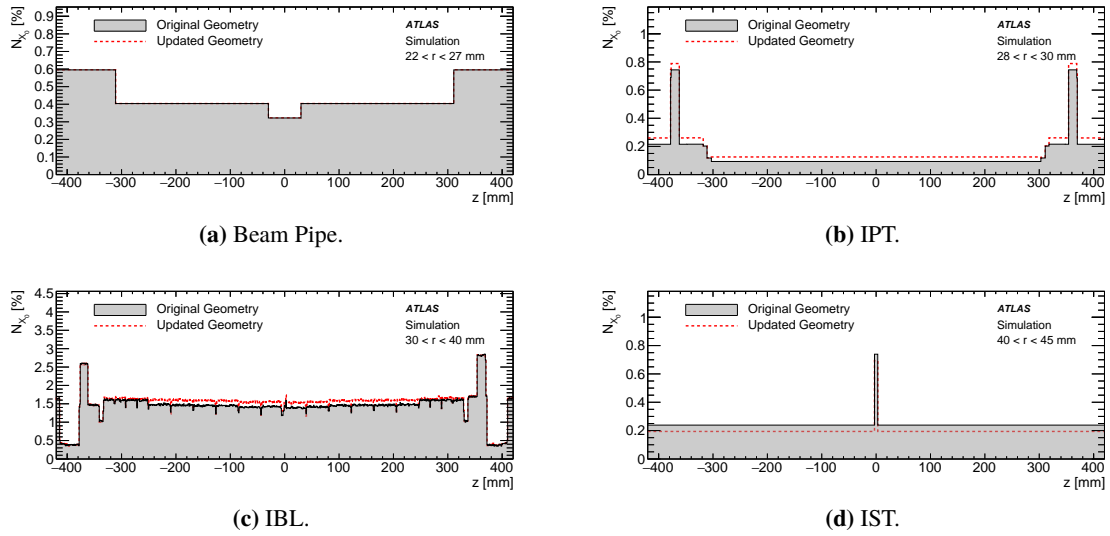 N_X0 [%]
0.9
0.8
0.7
0.6
0.5
0.4
0.3
0.2
0.1
0
Original Geometry
Updated Geometry
ATLAS
Simulation
22 < r < 27 mm
−400 −300 −200 −100 0 100 200 300 400
z [mm]
(a) Beam Pipe.
N_X0 [%]
1
0.8
0.6
0.4
0.2
0
Original Geometry
Updated Geometry
ATLAS
Simulation
28 < r < 30 mm
−400 −300 −200 −100 0 100 200 300 400
z [mm]
(b) IPT.
N_X0 [%]
4.5
4
3.5
3
2.5
2
1.5
1
0.5
0
Original Geometry
Updated Geometry
ATLAS
Simulation
30 < r < 40 mm
−400 −300 −200 −100 0 100 200 300 400
z [mm]
(c) IBL.
N_X0 [%]
1
0.8
0.6
0.4
0.2
0
Original Geometry
Updated Geometry
ATLAS
Simulation
40 < r < 45 mm
−400 −300 −200 −100 0 100 200 300 400
z [mm]
(d) IST.